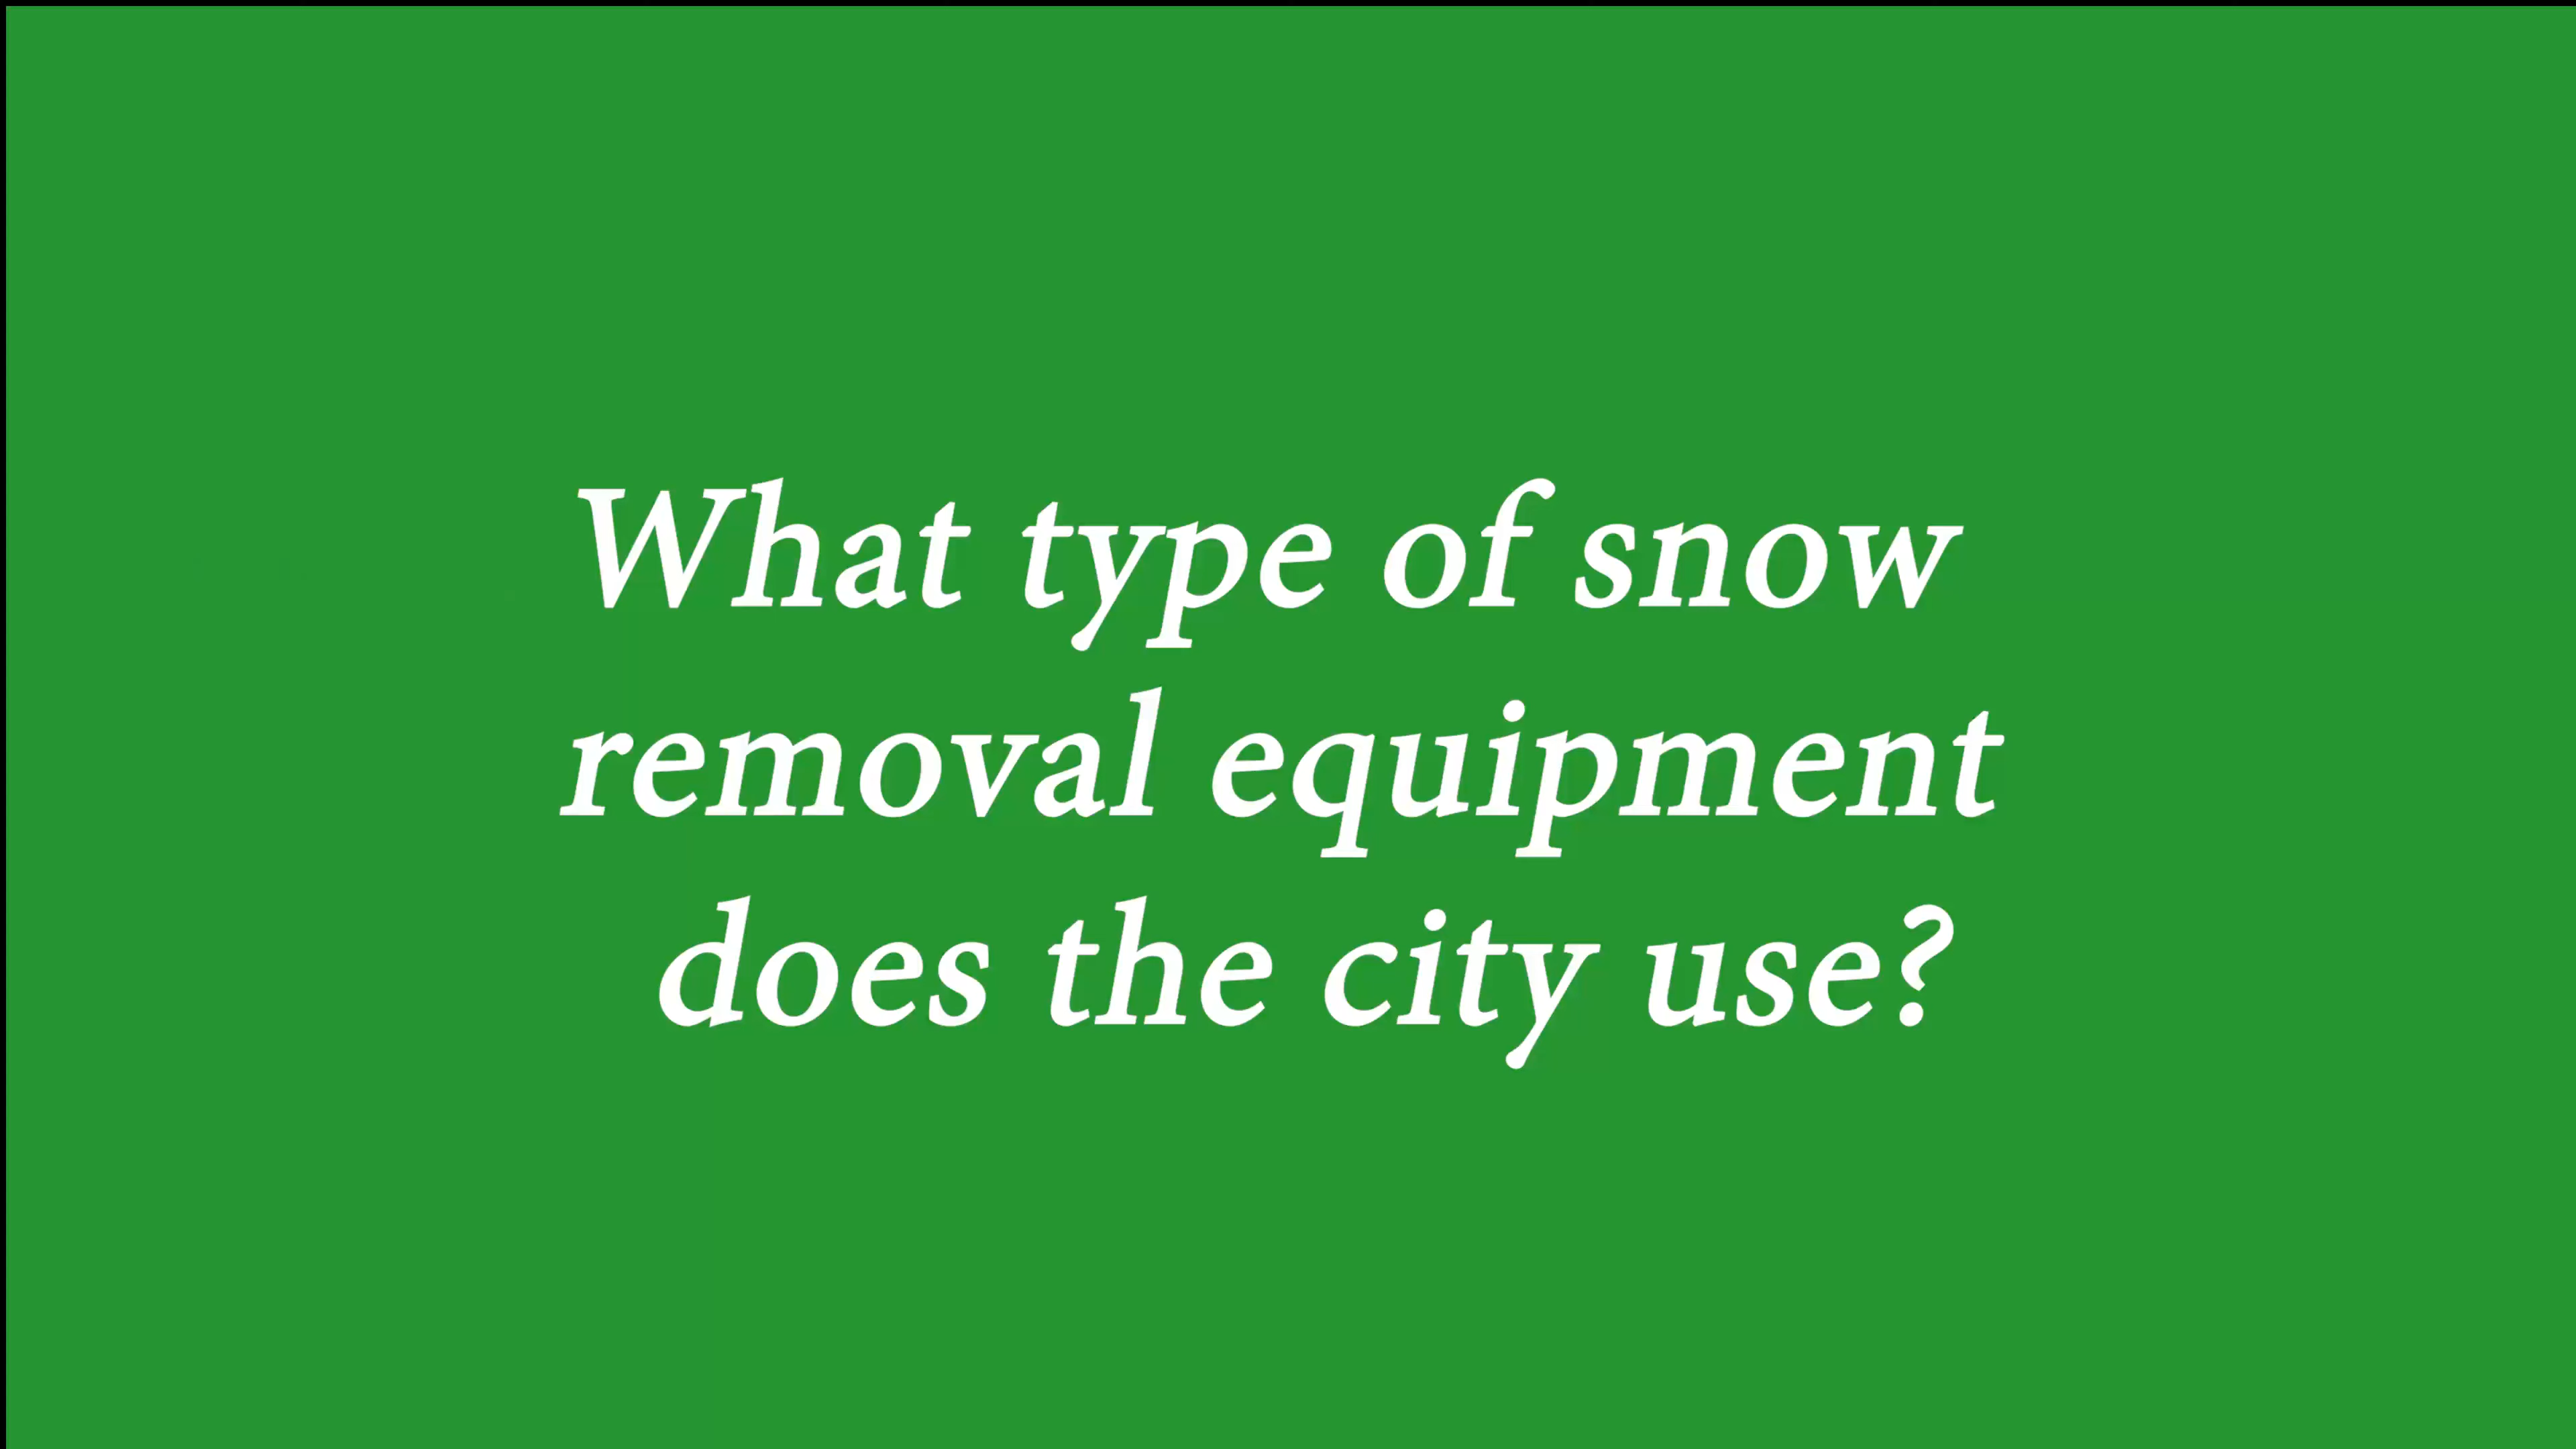 What type of snow
removal equipment
does the city use?